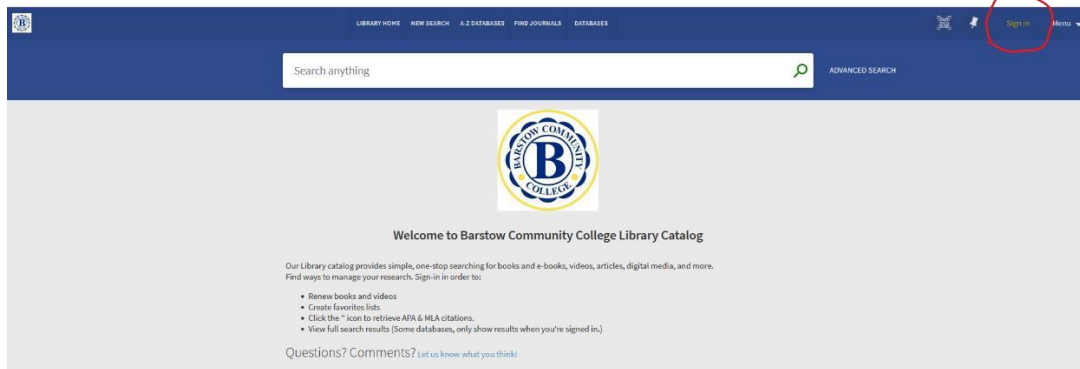 LIBRARY HOME NEW SEARCH A-Z DATABASES FIND JOURNALS DATABASES
Sign in Menu
Search anything
ADVANCED SEARCH
BARSTOW COMMUNITY
B
COLLEGE
Welcome to Barstow Community College Library Catalog
Our Library catalog provides simple, one-stop searching for books and e-books, videos, articles, digital media, and more.
Find ways to manage your research. Sign-in in order to:
• Renew books and videos
• Create favorites lists
• Click the " icon to retrieve APA & MLA citations.
• View full search results (Some databases, only show results when you're signed in.)
Questions? Comments? Let us know what you think!